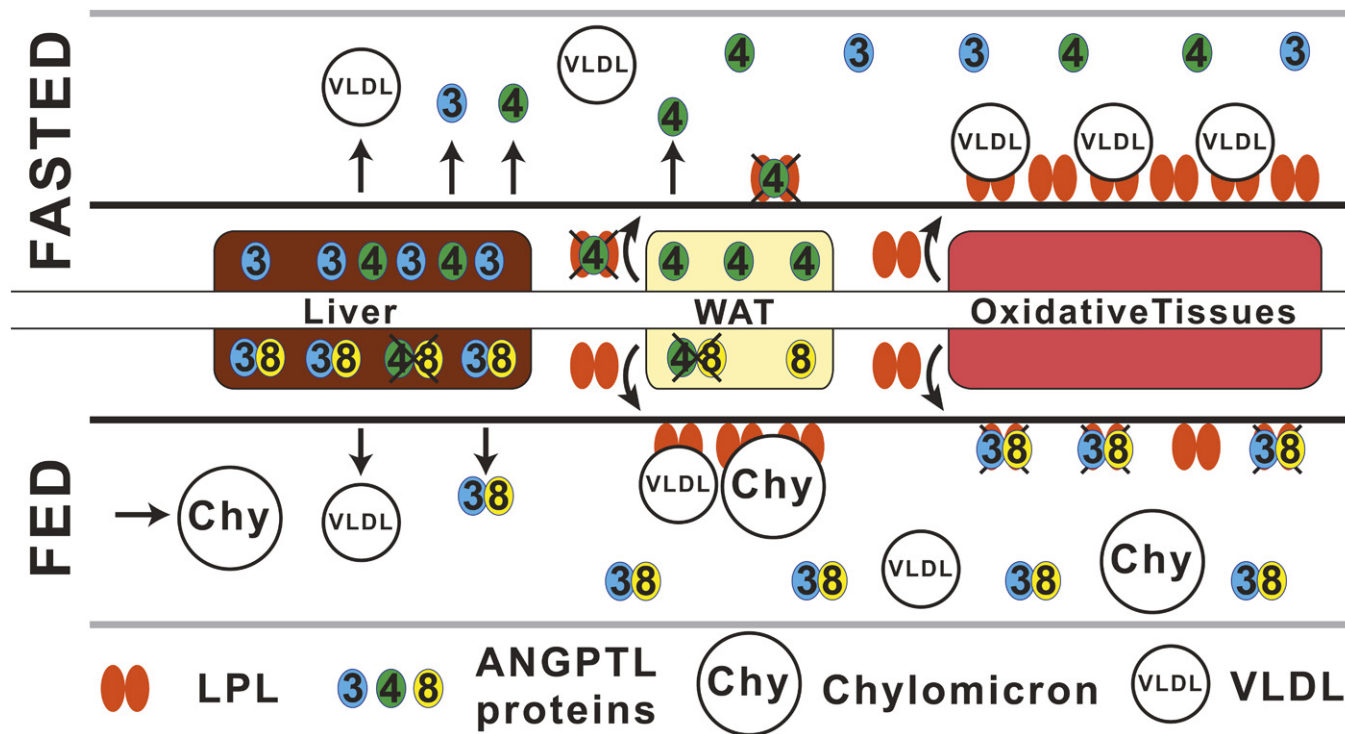 FASTED
VLDL 3 4 VLDL 4 4 3 3 4 4 3
4 VLDL VLDL VLDL
3 3 4 3 4 3 4 4 4 4
Liver WAT OxidativeTissues
38 38 48 38 48 8
FED
38 38 38
Chy VLDL 38 VLDL Chy
38 38 VLDL 38 Chy 38
LPL 3 4 8 ANGPTL proteins Chy Chylomicron VLDL VLDL